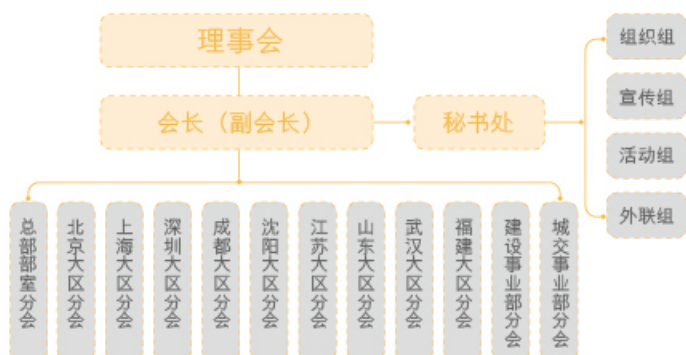 理事会
会长（副会长）
秘书处
组织组
宣传组
活动组
外联组
总部部室分会
北京大区分会
上海大区分会
深圳大区分会
成都大区分会
沈阳大区分会
江苏大区分会
山东大区分会
武汉大区分会
福建大区分会
建设事业部分会
城交事业部分会